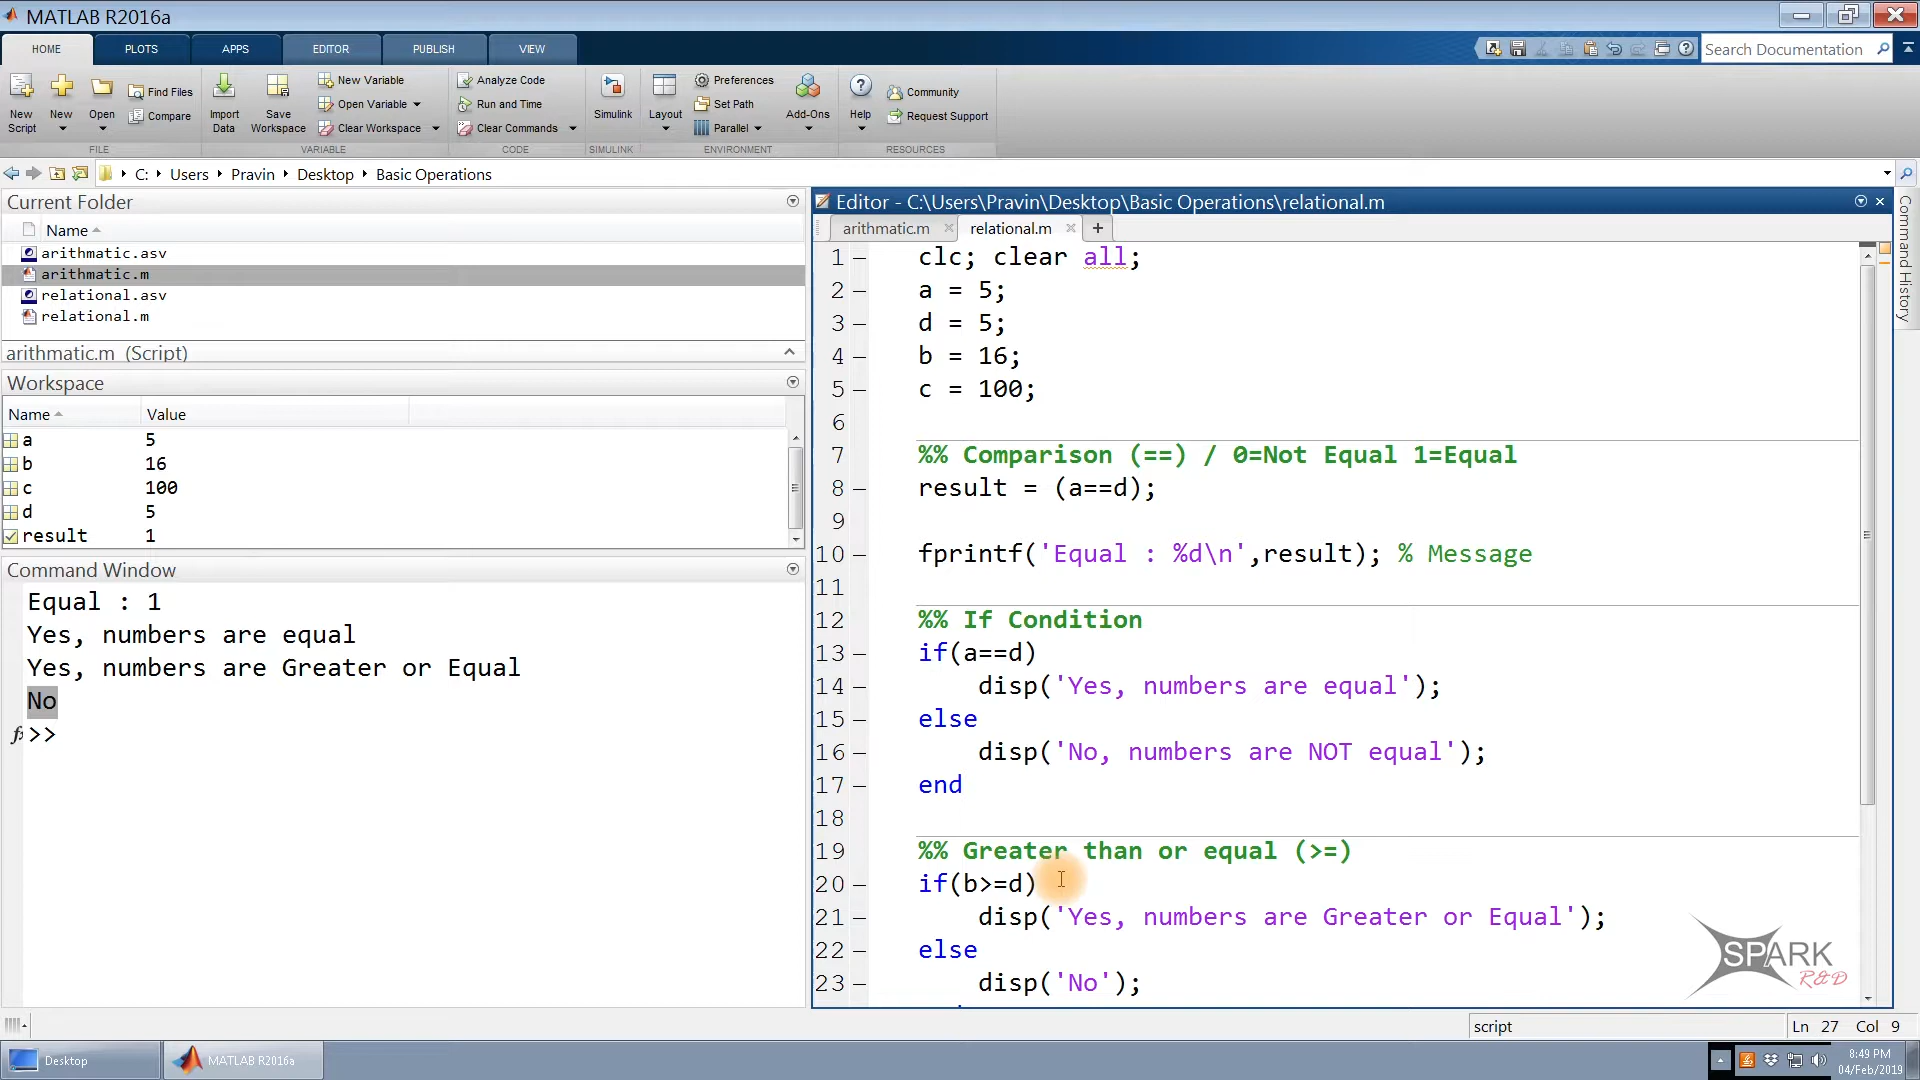 MATLAB R2016a
HOME
PLOTS
APPS
EDITOR
PUBLISH
VIEW
Search Documentation
New Script
New
Open
Find Files
Compare
Import Data
Save Workspace
New Variable
Open Variable
Clear Workspace
Analyze Code
Run and Time
Clear Commands
Simulink
Layout
Preferences
Set Path
Parallel
Add-Ons
Help
Community
Request Support
FILE
VARIABLE
CODE
SIMULINK
ENVIRONMENT
RESOURCES
C: Users Pravin Desktop Basic Operations
Current Folder
Name
arithmatic.asv
arithmatic.m
relational.asv
relational.m
arithmatic.m (Script)
Workspace
Name Value
a 5
b 16
c 100
d 5
result 1
Command Window
Equal : 1
Yes, numbers are equal
Yes, numbers are Greater or Equal
No
fx >>
Editor - C:\Users\Pravin\Desktop\Basic Operations\relational.m
arithmatic.m
relational.m
1 clc; clear all;
2 a = 5;
3 d = 5;
4 b = 16;
5 c = 100;
6
7 %% Comparison (==) / 0=Not Equal 1=Equal
8 result = (a==d);
9
10 fprintf('Equal : %d\n',result); % Message
11
12 %% If Condition
13 if(a==d)
14 disp('Yes, numbers are equal');
15 else
16 disp('No, numbers are NOT equal');
17 end
18
19 %% Greater than or equal (>=)
20 if(b>=d)
21 disp('Yes, numbers are Greater or Equal');
22 else
23 disp('No');
Command History
SPARK
R&D
script
Ln 27 Col 9
Desktop
MATLAB R2016a
8:49 PM
04/Feb/2019